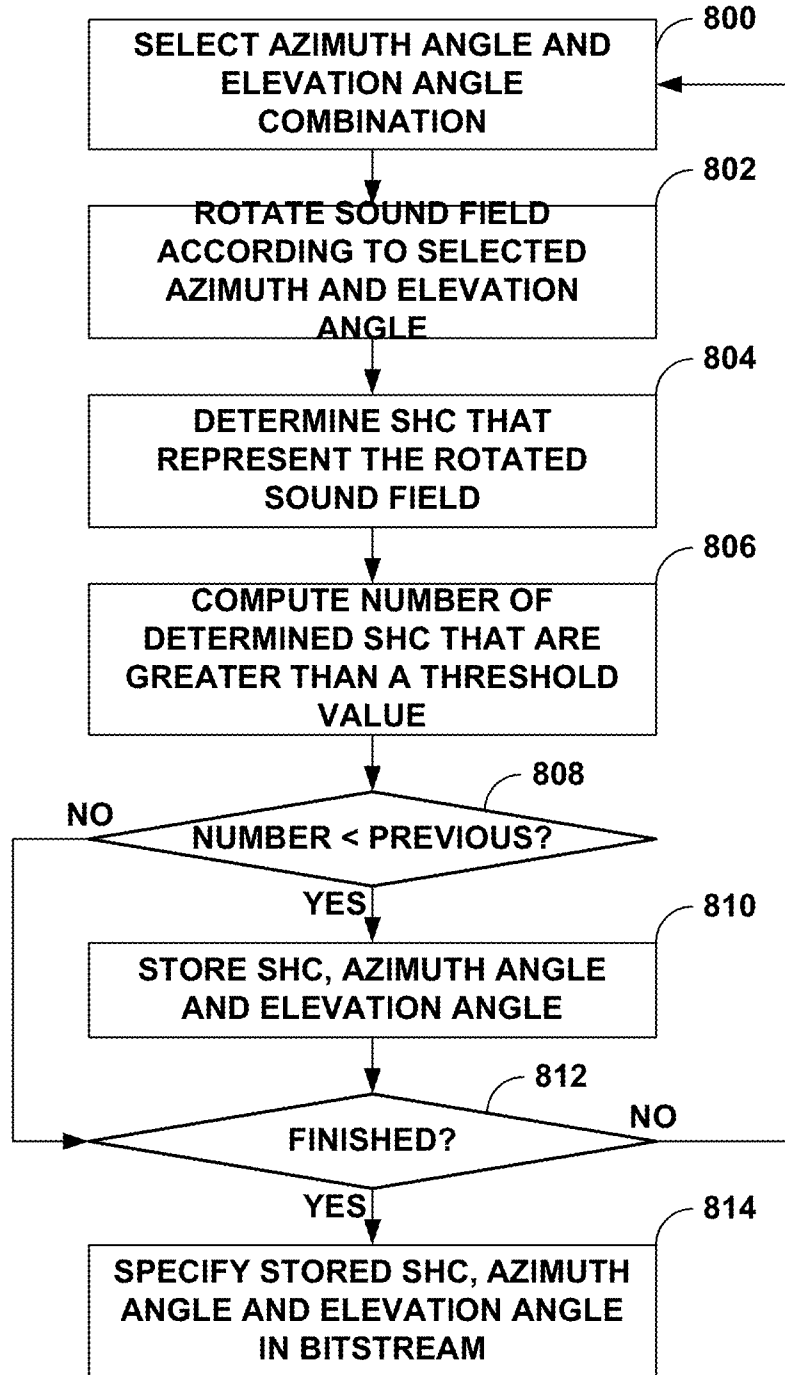 800
SELECT AZIMUTH ANGLE AND
ELEVATION ANGLE
COMBINATION
802
ROTATE SOUND FIELD
ACCORDING TO SELECTED
AZIMUTH AND ELEVATION
ANGLE
804
DETERMINE SHC THAT
REPRESENT THE ROTATED
SOUND FIELD
806
COMPUTE NUMBER OF
DETERMINED SHC THAT ARE
GREATER THAN A THRESHOLD
VALUE
808
NO
NUMBER < PREVIOUS?
YES
810
STORE SHC, AZIMUTH ANGLE
AND ELEVATION ANGLE
812
NO
FINISHED?
YES
814
SPECIFY STORED SHC, AZIMUTH
ANGLE AND ELEVATION ANGLE
IN BITSTREAM